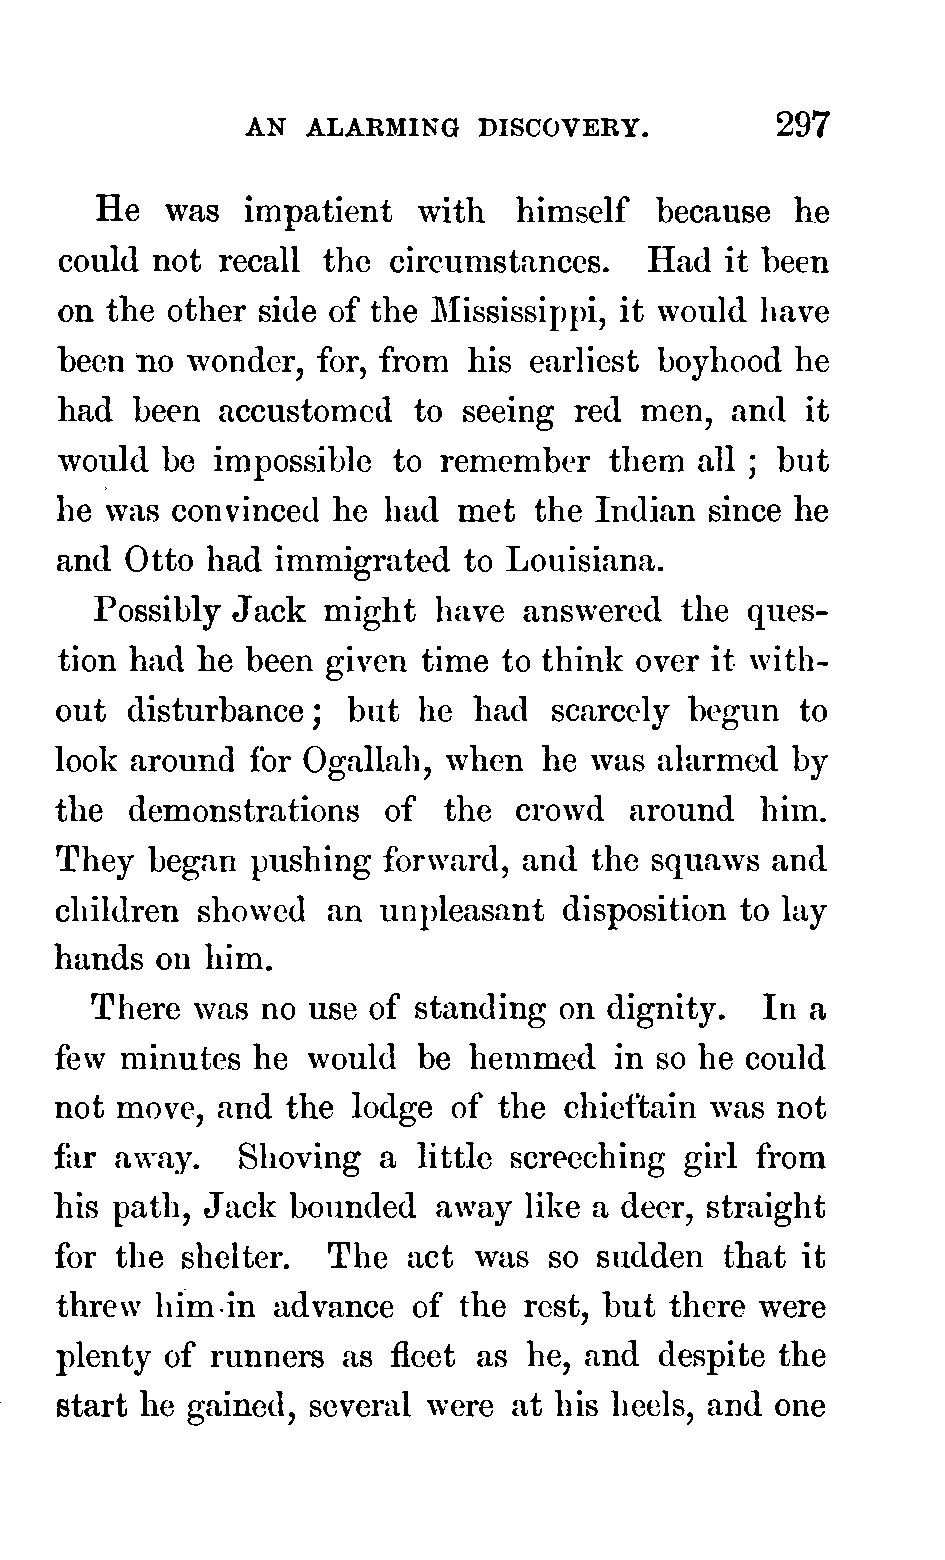 AN ALARMING DISCOVERY. 297
He was impatient with himself because he
could not recall the circumstances. Had it been
on the other side of the Mississippi, it would have
been no wonder, for, from his earliest boyhood he
had been accustomed to seeing red men, and it
would be impossible to remember them all ; but
he was convinced he had met the Indian since he
and Otto had immigrated to Louisiana.
Possibly Jack might have answered the ques-
tion had he been given time to think over it with-
out disturbance ; but he had scarcely begun to
look around for Ogallah, when he was alarmed by
the demonstrations of the crowd around him.
They began pushing forward, and the squaws and
children showed an unpleasant disposition to lay
hands on him.
There was no use of standing on dignity. In a
few minutes he would be hemmed in so he could
not move, and the lodge of the chieftain was not
far away. Shoving a little screeching girl from
his path, Jack bounded away like a deer, straight
for the shelter. The act was so sudden that it
threw him in advance of the rest, but there were
plenty of runners as fleet as he, and despite the
start he gained, several were at his heels, and one